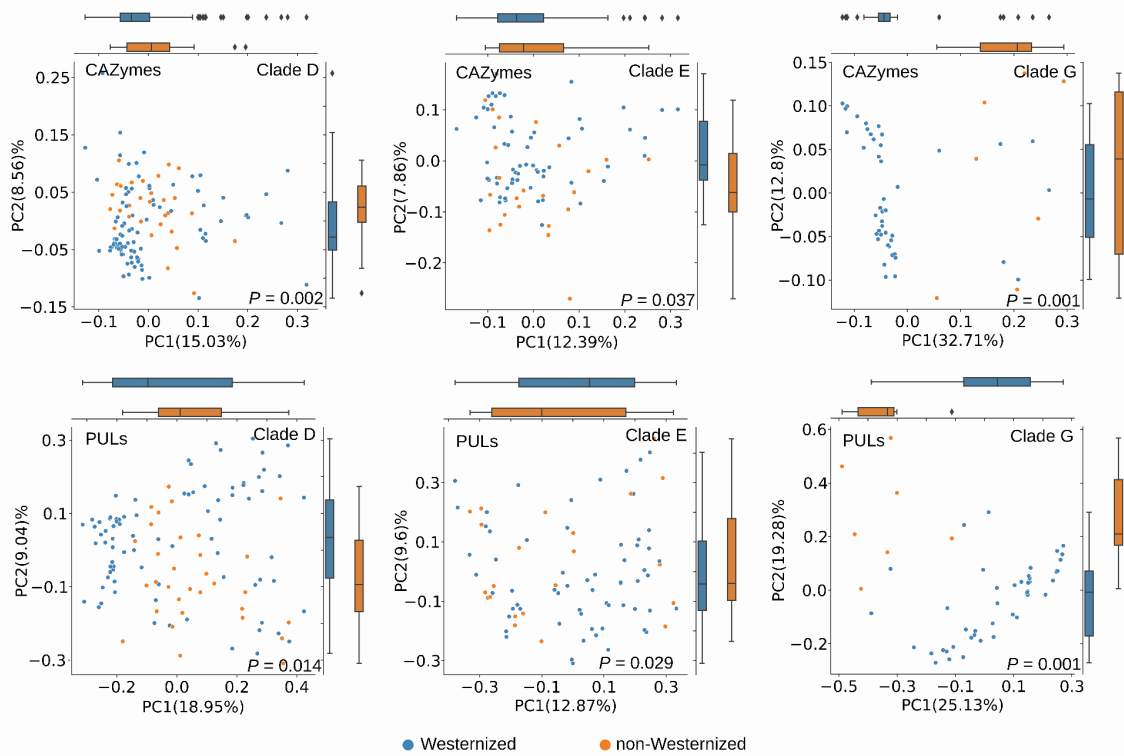 CAZymes Clade D
0.25
0.15
0.05
−0.05
−0.15
PC2(8.56)%
P = 0.002
−0.1 0.0 0.1 0.2 0.3
PC1(15.03%)
CAZymes Clade E
0.1
0.0
−0.1
−0.2
PC2(7.86)%
P = 0.037
−0.1 0.0 0.1 0.2 0.3
PC1(12.39%)
CAZymes Clade G
0.15
0.10
0.05
0.00
−0.05
−0.10
PC2(12.8)%
P = 0.001
−0.1 0.0 0.1 0.2 0.3
PC1(32.71%)
PULs Clade D
0.3
0.1
−0.1
−0.3
PC2(9.04)%
P = 0.014
−0.2 0.0 0.2 0.4
PC1(18.95%)
PULs Clade E
0.3
0.1
−0.1
−0.3
PC2(9.6)%
P = 0.029
−0.3 −0.1 0.1 0.3
PC1(12.87%)
PULs Clade G
0.6
0.4
0.2
0.0
−0.2
PC2(19.28)%
P = 0.001
−0.5 −0.3 −0.1 0.1 0.3
PC1(25.13%)
Westernized non-Westernized